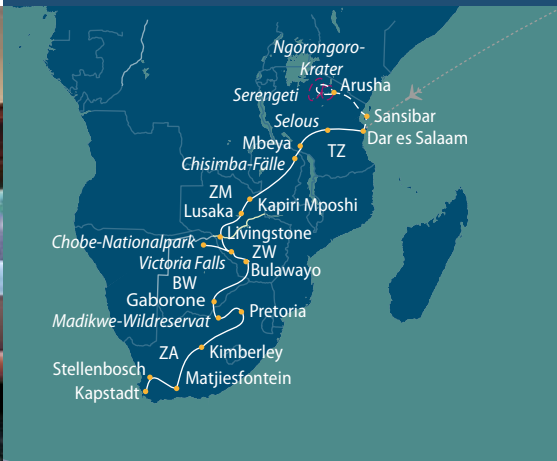 Ngorongoro-
Krater
Arusha
Serengeti
Sansibar
Selous
Dar es Salaam
Mbeya
TZ
Chisimba-Fälle
ZM
Kapiri Mposhi
Lusaka
Livingstone
Chobe-Nationalpark
ZW
Victoria Falls
Bulawayo
BW
Gaborone
Pretoria
Madikwe-Wildreservat
ZA
Kimberley
Stellenbosch
Matjiesfontein
Kapstadt